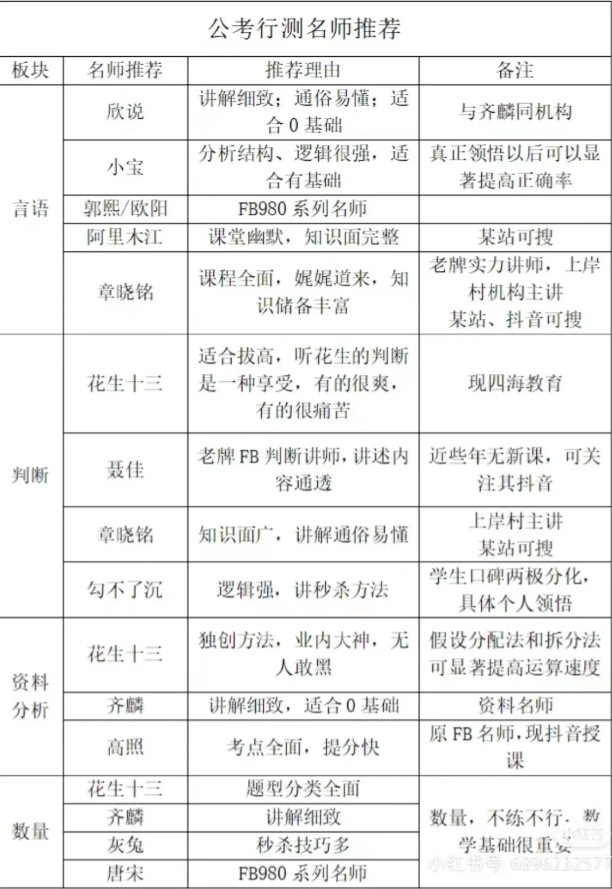 公考行测名师推荐
板块 名师推荐 推荐理由 备注
言语
欣说
讲解细致；通俗易懂；适
合 0 基础
与齐麟同机构
小宝
分析结构、逻辑很强，适
合有基础
真正领悟以后可以显
著提高正确率
郭熙/欧阳 FB980 系列名师
阿里木江 课堂幽默，知识面完整 某站可搜
章晓铭
课程全面，娓娓道来，知
识储备丰富
老牌实力讲师，上岸
村机构主讲
某站、抖音可搜
判断
花生十三
适合拔高，听花生的判断
是一种享受，有的很爽，
有的很痛苦
现四海教育
聂佳
老牌 FB 判断讲师，讲述内
容通透
近些年无新课，可关
注其抖音
章晓铭 知识面广，讲解通俗易懂
上岸村主讲
某站可搜
勾不了沉 逻辑强，讲秒杀方法
学生口碑两极分化，
具体个人领悟
资料
分析
花生十三
独创方法，业内大神，无
人敢黑
假设分配法和拆分法
可显著提高运算速度
齐麟 讲解细致，适合 0 基础 资料名师
高照 考点全面，提分快
原 FB 名师，现抖音授
课
数量
花生十三 题型分类全面
齐麟 讲解细致
灰兔 秒杀技巧多
唐宋 FB980 系列名师
数量，不练不行．数
学基础很重要
小红书
小红书号 6896232577